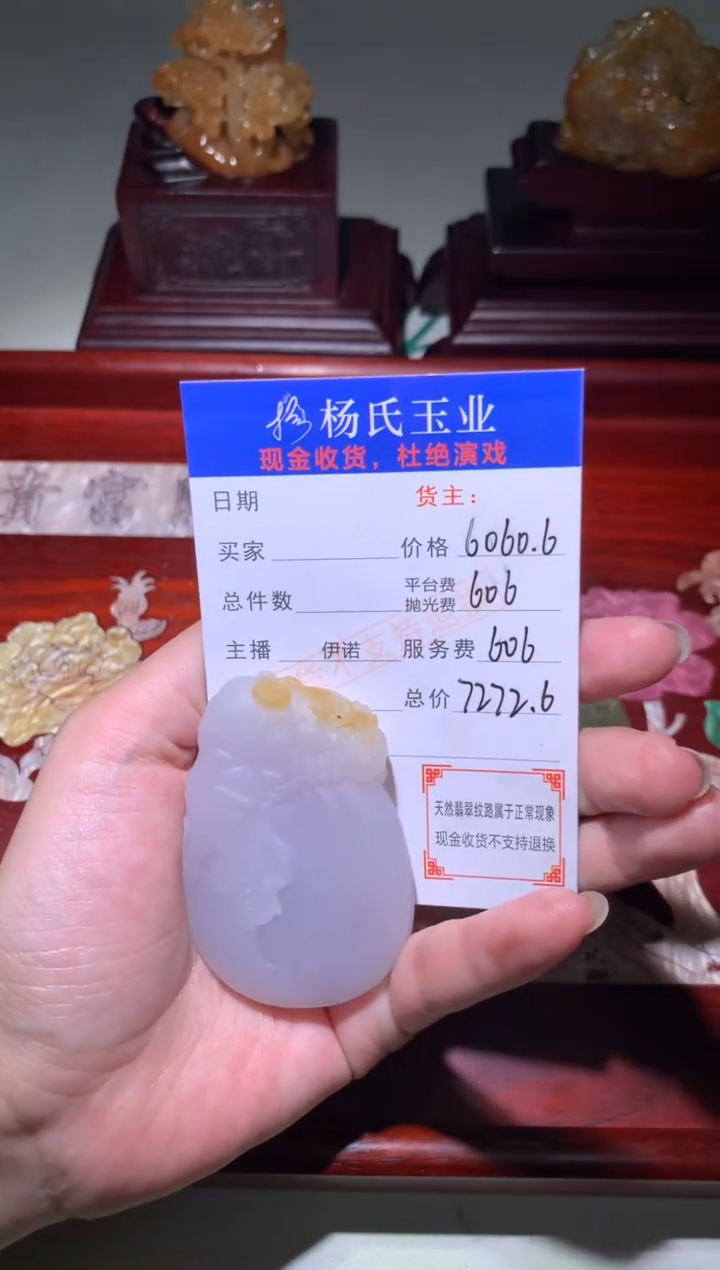 杨氏玉业
现金收货，杜绝演戏
日期 货主：
买家 价格 6060.6
总件数 平台费 抛光费 606
主播 伊诺 服务费 606
总价 7272.6
天然翡翠纹路属于正常现象
现金收货不支持退换
貴富